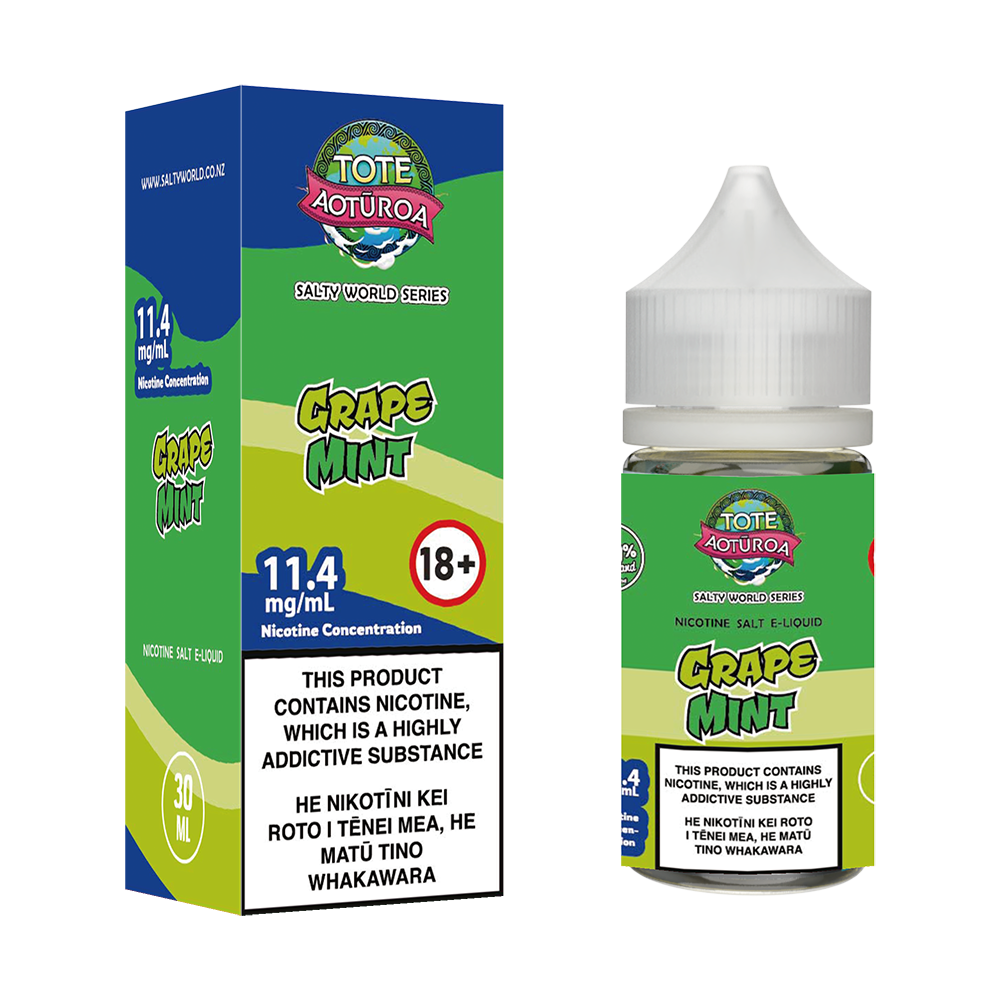 WWW.SALTYWORLD.CO.NZ
11.4
mg/mL
Nicotine Concentration
GRAPE
MINT
NICOTINE SALT E-LIQUID
30
ML
TOTE
AOTŪROA
SALTY WORLD SERIES
GRAPE
MINT
18+
11.4
mg/mL
Nicotine Concentration
THIS PRODUCT
CONTAINS NICOTINE,
WHICH IS A HIGHLY
ADDICTIVE SUBSTANCE
HE NIKOTĪNI KEI
ROTO I TĒNEI MEA, HE
MATŪ TINO
WHAKAWARA
TOTE
AOTŪROA
SALTY WORLD SERIES
NICOTINE SALT E-LIQUID
GRAPE
MINT
.4
mL
THIS PRODUCT CONTAINS
NICOTINE, WHICH IS A HIGHLY
ADDICTIVE SUBSTANCE
HE NIKOTĪNI KEI ROTO
I TĒNEI MEA, HE MATŪ
TINO WHAKAWARA